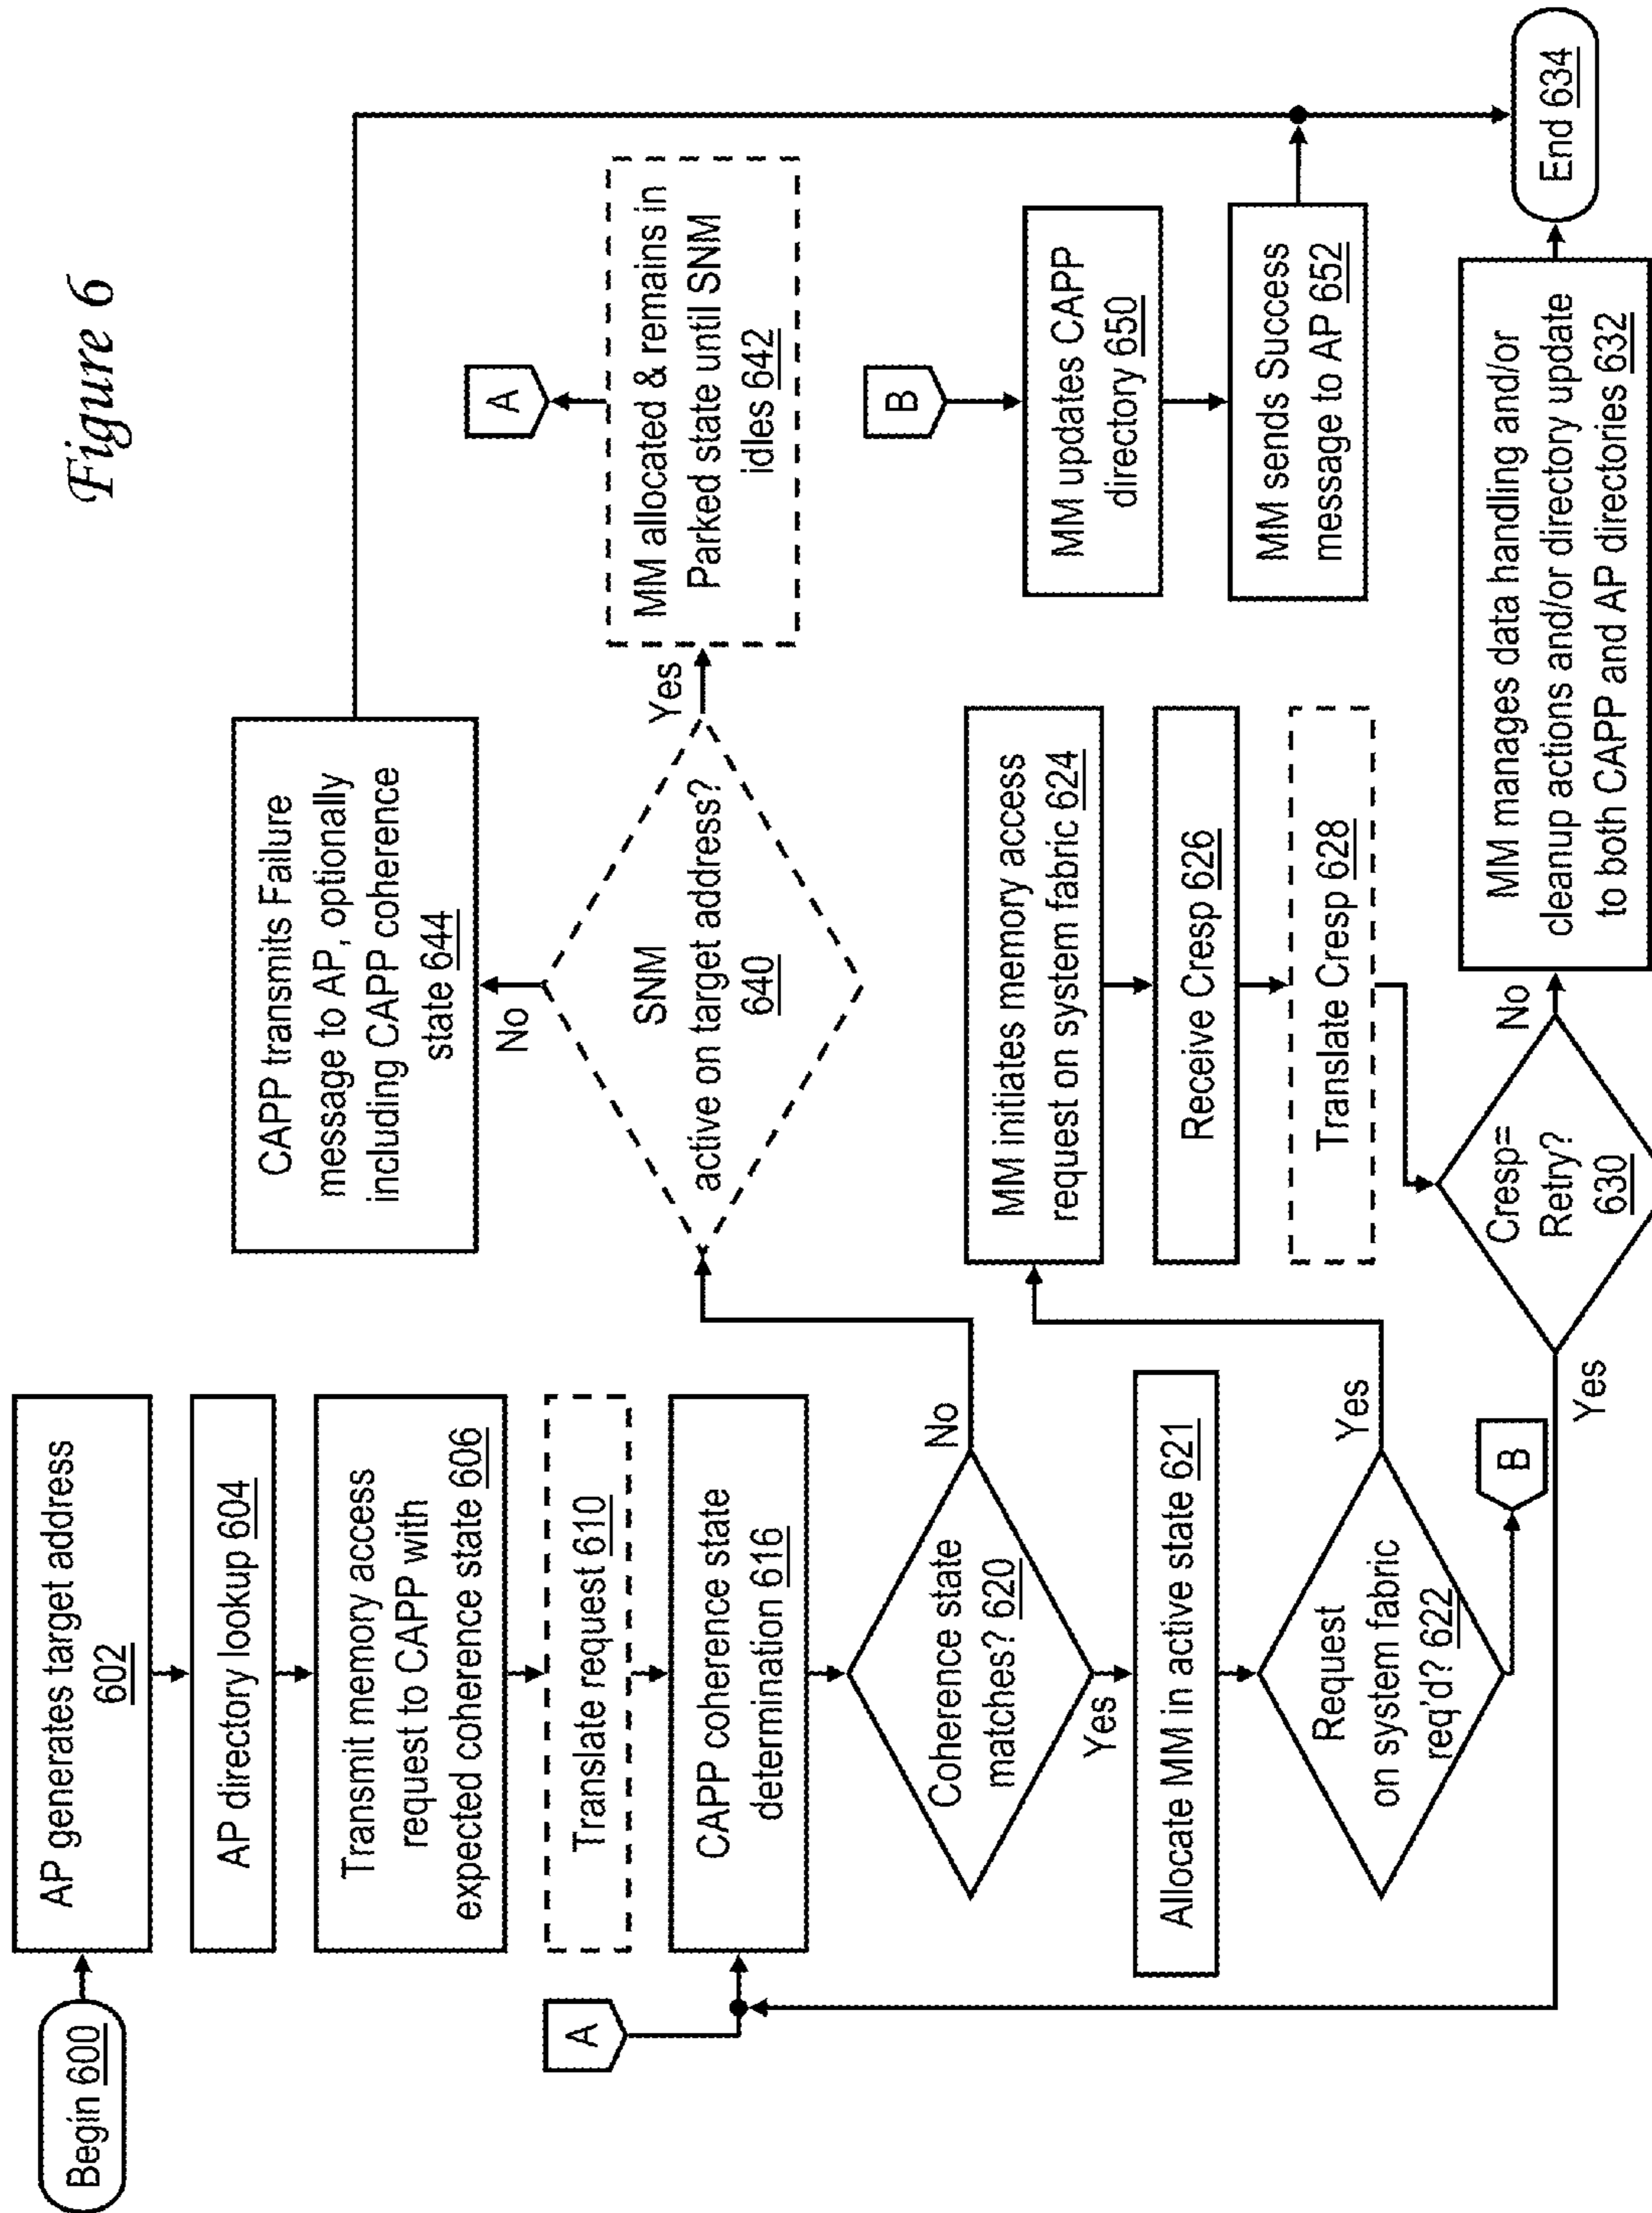 Figure 6
Begin 600
AP generates target address
602
AP directory lookup 604
Transmit memory access
request to CAPP with
expected coherence state 606
Translate request 610
A
CAPP coherence state
determination 616
Coherence state
matches? 620
No
Yes
Allocate MM in active state 621
Request
on system fabric
req'd? 622
Yes
B
CAPP transmits Failure
message to AP, optionally
including CAPP coherence
state 644
No
SNM
active on target address?
640
Yes
MM allocated & remains in
Parked state until SNM
idles 642
A
MM initiates memory access
request on system fabric 624
Receive Cresp 626
Translate Cresp 628
Cresp=
Retry?
630
Yes
No
B
MM updates CAPP
directory 650
MM sends Success
message to AP 652
MM manages data handling and/or
cleanup actions and/or directory update
to both CAPP and AP directories 632
End 634